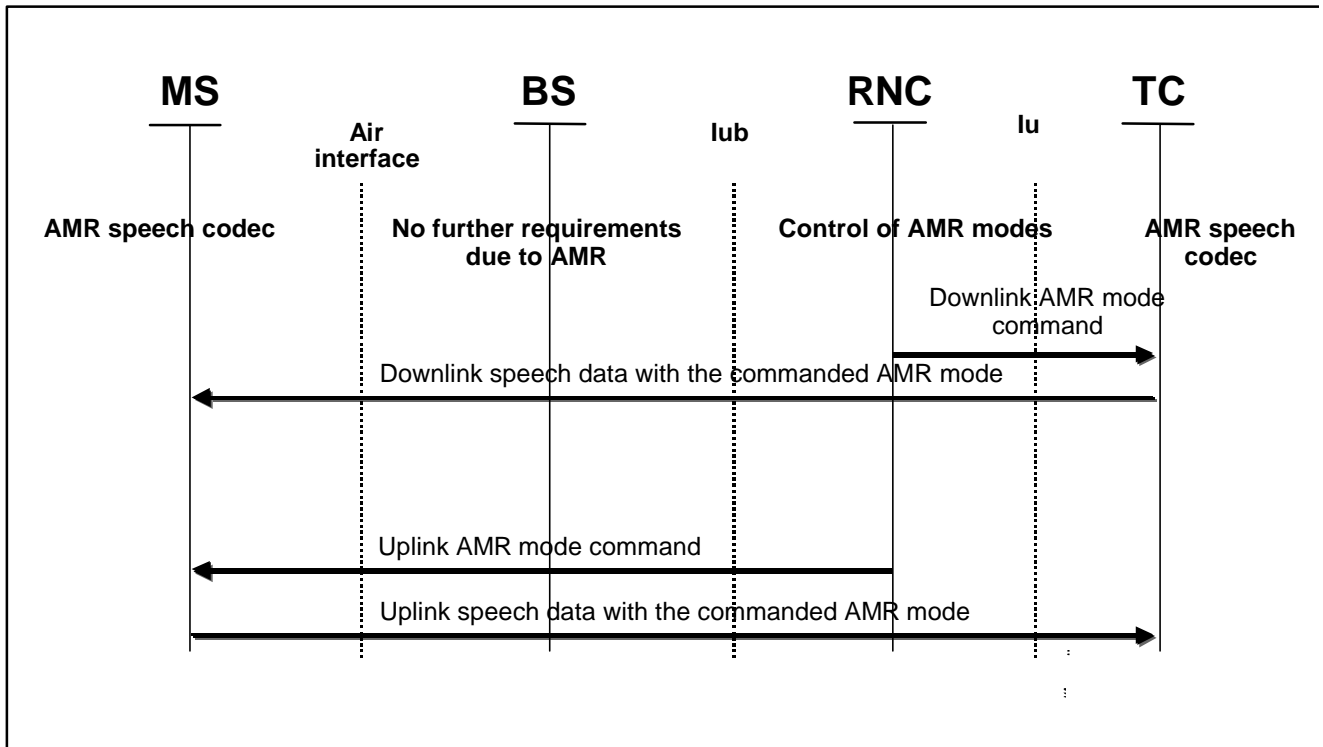 MS
BS
RNC
TC
Air
interface
Iub
Iu
AMR speech codec
No further requirements
due to AMR
Control of AMR modes
AMR speech
codec
Downlink AMR mode
command
Downlink speech data with the commanded AMR mode
Uplink AMR mode command
Uplink speech data with the commanded AMR mode